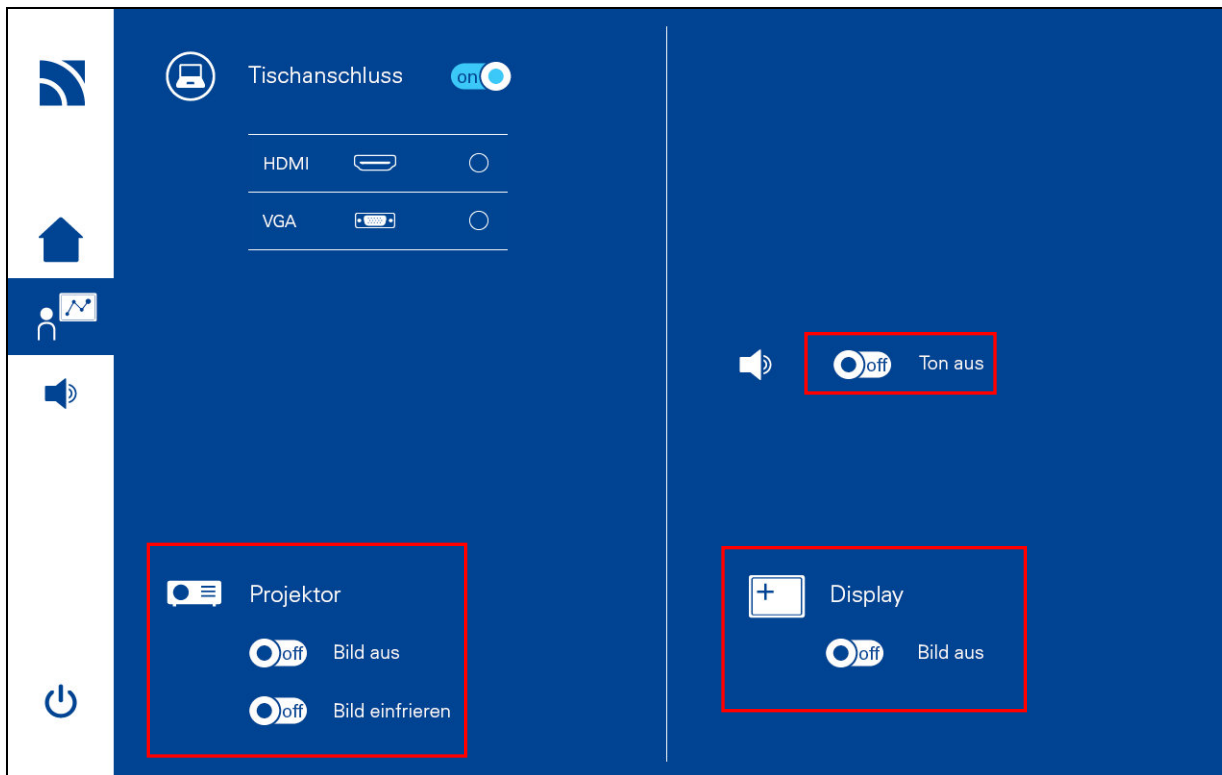 Tischanschluss on
HDMI
VGA
off Ton aus
Projektor
off Bild aus
off Bild einfrieren
Display
off Bild aus